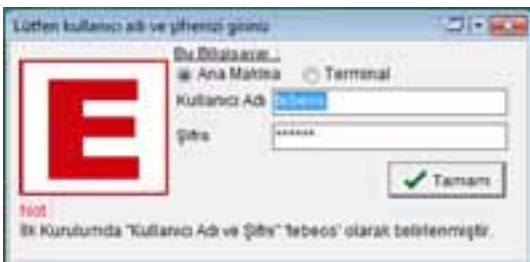 Lütfen kullanıcı adı ve şifrenizi giriniz
Bu Bilgisayar..
Ana Makina
Terminal
Kullanıcı Adı tebeos
Şifre ******
E
Tamam
Not
İlk Kurulumda "Kullanıcı Adı ve Şifre" 'tebeos' olarak belirlenmiştir.